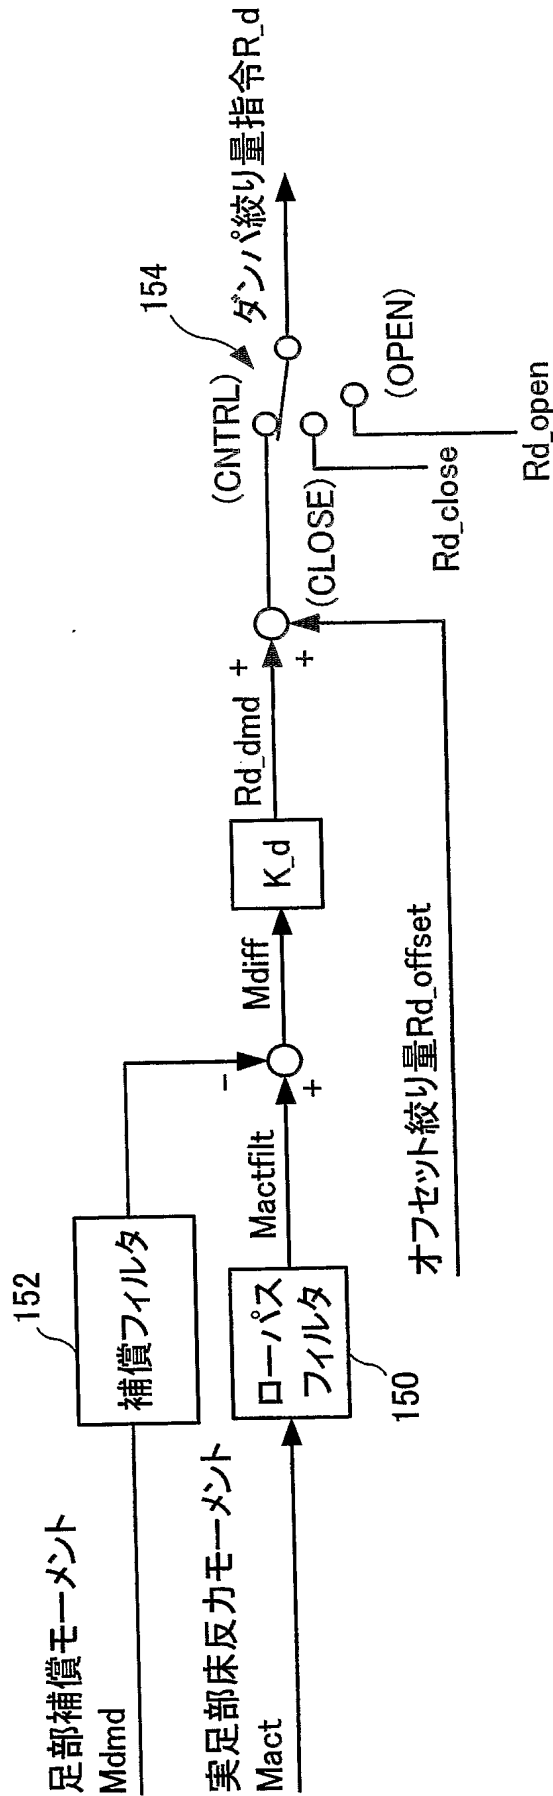 足部補償モーメント
Mdmd
152
補償フィルタ
実足部床反力モーメント
Mact
ローパス
フィルタ
150
Mactfilt
-
+
Mdiff
K_d
Rd_dmd
+
+
オフセット絞り量Rd_offset
(CNTRL)
(CLOSE)
Rd_close
(OPEN)
Rd_open
154
ダンパ絞り量指令R_d